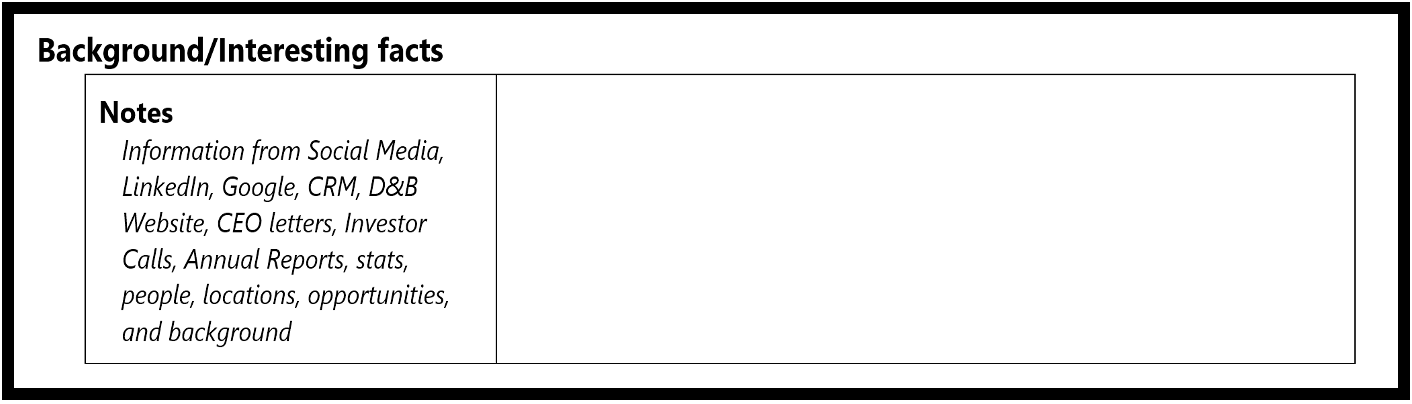 Background/Interesting facts
Notes
Information from Social Media,
LinkedIn, Google, CRM, D&B
Website, CEO letters, Investor
Calls, Annual Reports, stats,
people, locations, opportunities,
and background